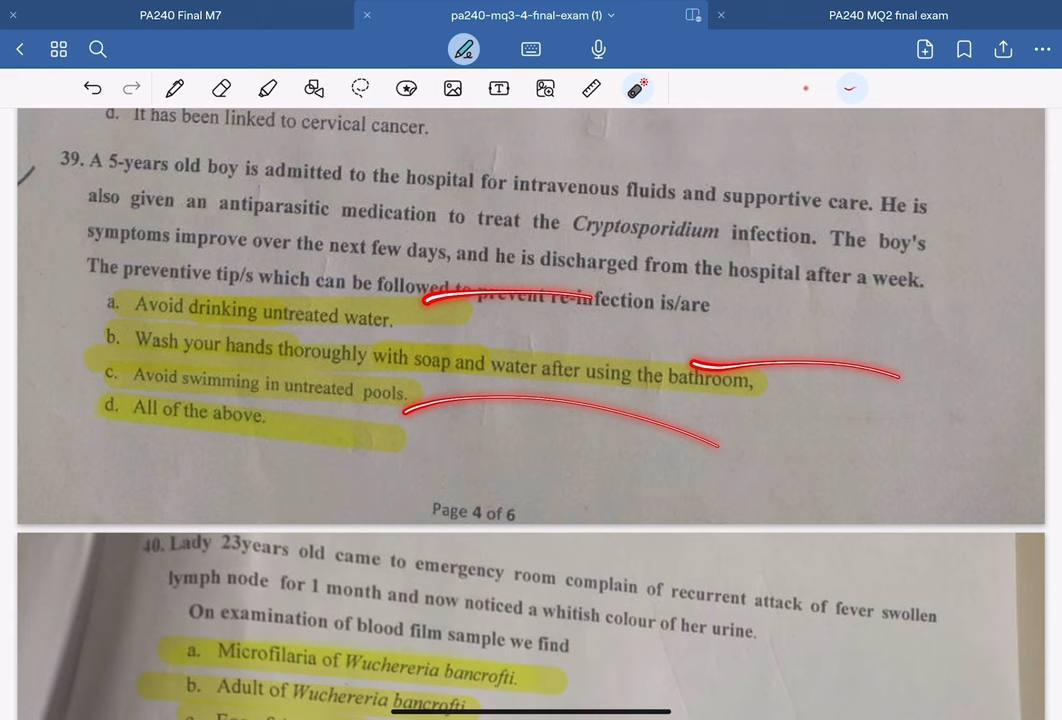 PA240 Final M7
pa240-mq3-4-final-exam (1)
PA240 MQ2 final exam
d. It has been linked to cervical cancer.
39. A 5-years old boy is admitted to the hospital for intravenous fluids and supportive care. He is
also given an antiparasitic medication to treat the Cryptosporidium infection. The boy's
symptoms improve over the next few days, and he is discharged from the hospital after a week.
The preventive tip/s which can be followed to prevent re-infection is/are
a. Avoid drinking untreated water.
b. Wash your hands thoroughly with soap and water after using the bathroom,
c. Avoid swimming in untreated pools.
d. All of the above.
Page 4 of 6
40. Lady 23years old came to emergency room complain of recurrent attack of fever swollen
lymph node for 1 month and now noticed a whitish colour of her urine.
On examination of blood film sample we find
a. Microfilaria of Wuchereria bancrofti.
b. Adult of Wuchereria bancrofti